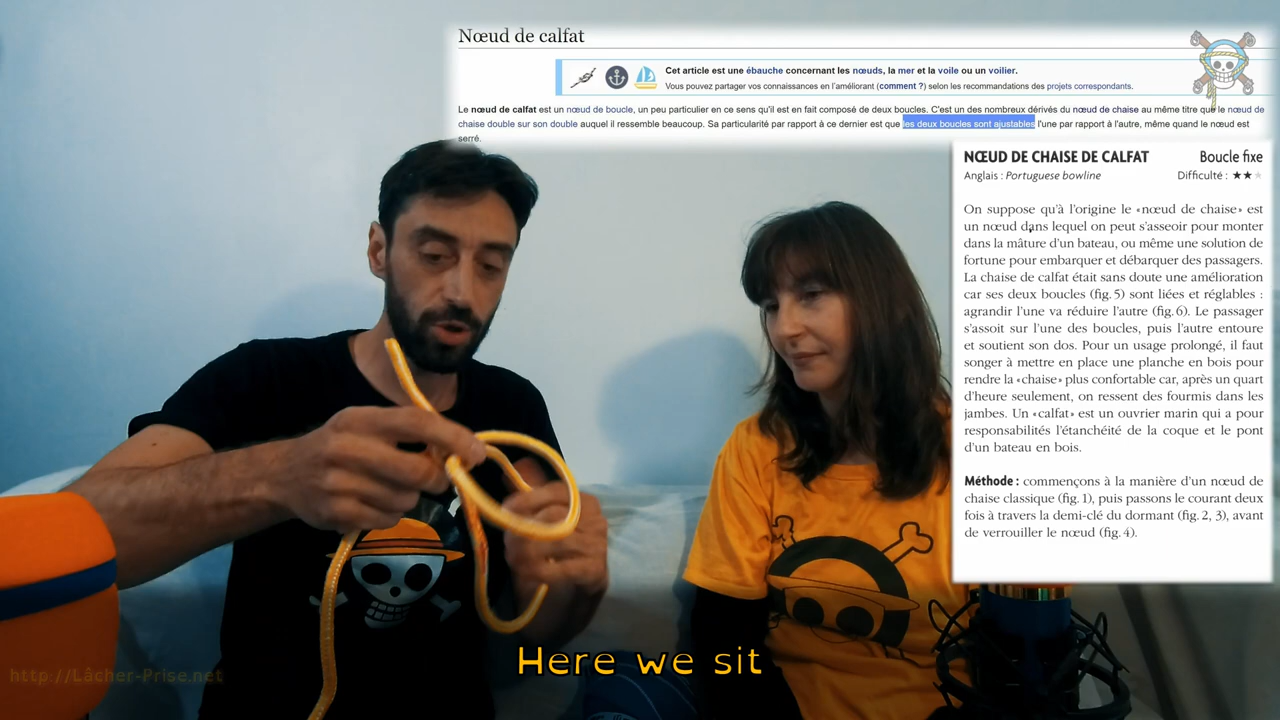 Nœud de calfat
Cet article est une ébauche concernant les nœuds, la mer et la voile ou un voilier.
Vous pouvez partager vos connaissances en l'améliorant (comment ?) selon les recommandations des projets correspondants.
Le nœud de calfat est un nœud de boucle, un peu particulier en ce sens qu'il est en fait composé de deux boucles. C'est un des nombreux dérivés du nœud de chaise au même titre que le nœud de
chaise double sur son double auquel il ressemble beaucoup. Sa particularité par rapport à ce dernier est que les deux boucles sont ajustables l'une par rapport à l'autre, même quand le nœud est
serré.
NŒUD DE CHAISE DE CALFAT Boucle fixe
Anglais : Portuguese bowline Difficulté : ★★★
On suppose qu'à l'origine le «nœud de chaise» est
un nœud dans lequel on peut s'asseoir pour monter
dans la mâture d'un bateau, ou même une solution de
fortune pour embarquer et débarquer des passagers.
La chaise de calfat était sans doute une amélioration
car ses deux boucles (fig. 5) sont liées et réglables :
agrandir l'une va réduire l'autre (fig. 6). Le passager
s'assoit sur l'une des boucles, puis l'autre entoure
et soutient son dos. Pour un usage prolongé, il faut
songer à mettre en place une planche en bois pour
rendre la «chaise» plus confortable car, après un quart
d'heure seulement, on ressent des fourmis dans les
jambes. Un «calfat» est un ouvrier marin qui a pour
responsabilités l'étanchéité de la coque et le pont
d'un bateau en bois.
Méthode : commençons à la manière d'un nœud de
chaise classique (fig. 1), puis passons le courant deux
fois à travers la demi-clé du dormant (fig. 2, 3), avant
de verrouiller le nœud (fig. 4).
Here we sit
http://Lâcher-Prise.net